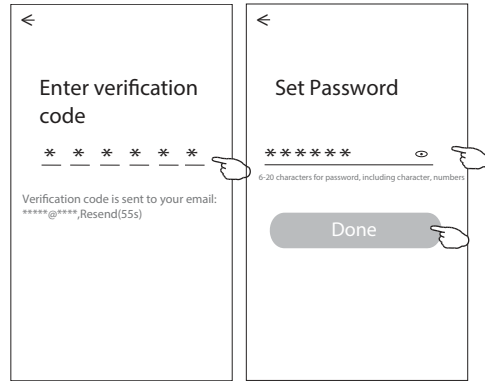 Enter verification
code
* * * * * *
Verification code is sent to your email:
*****@****,Resend(55s)
Set Password
******
6-20 characters for password, including character, numbers
Done